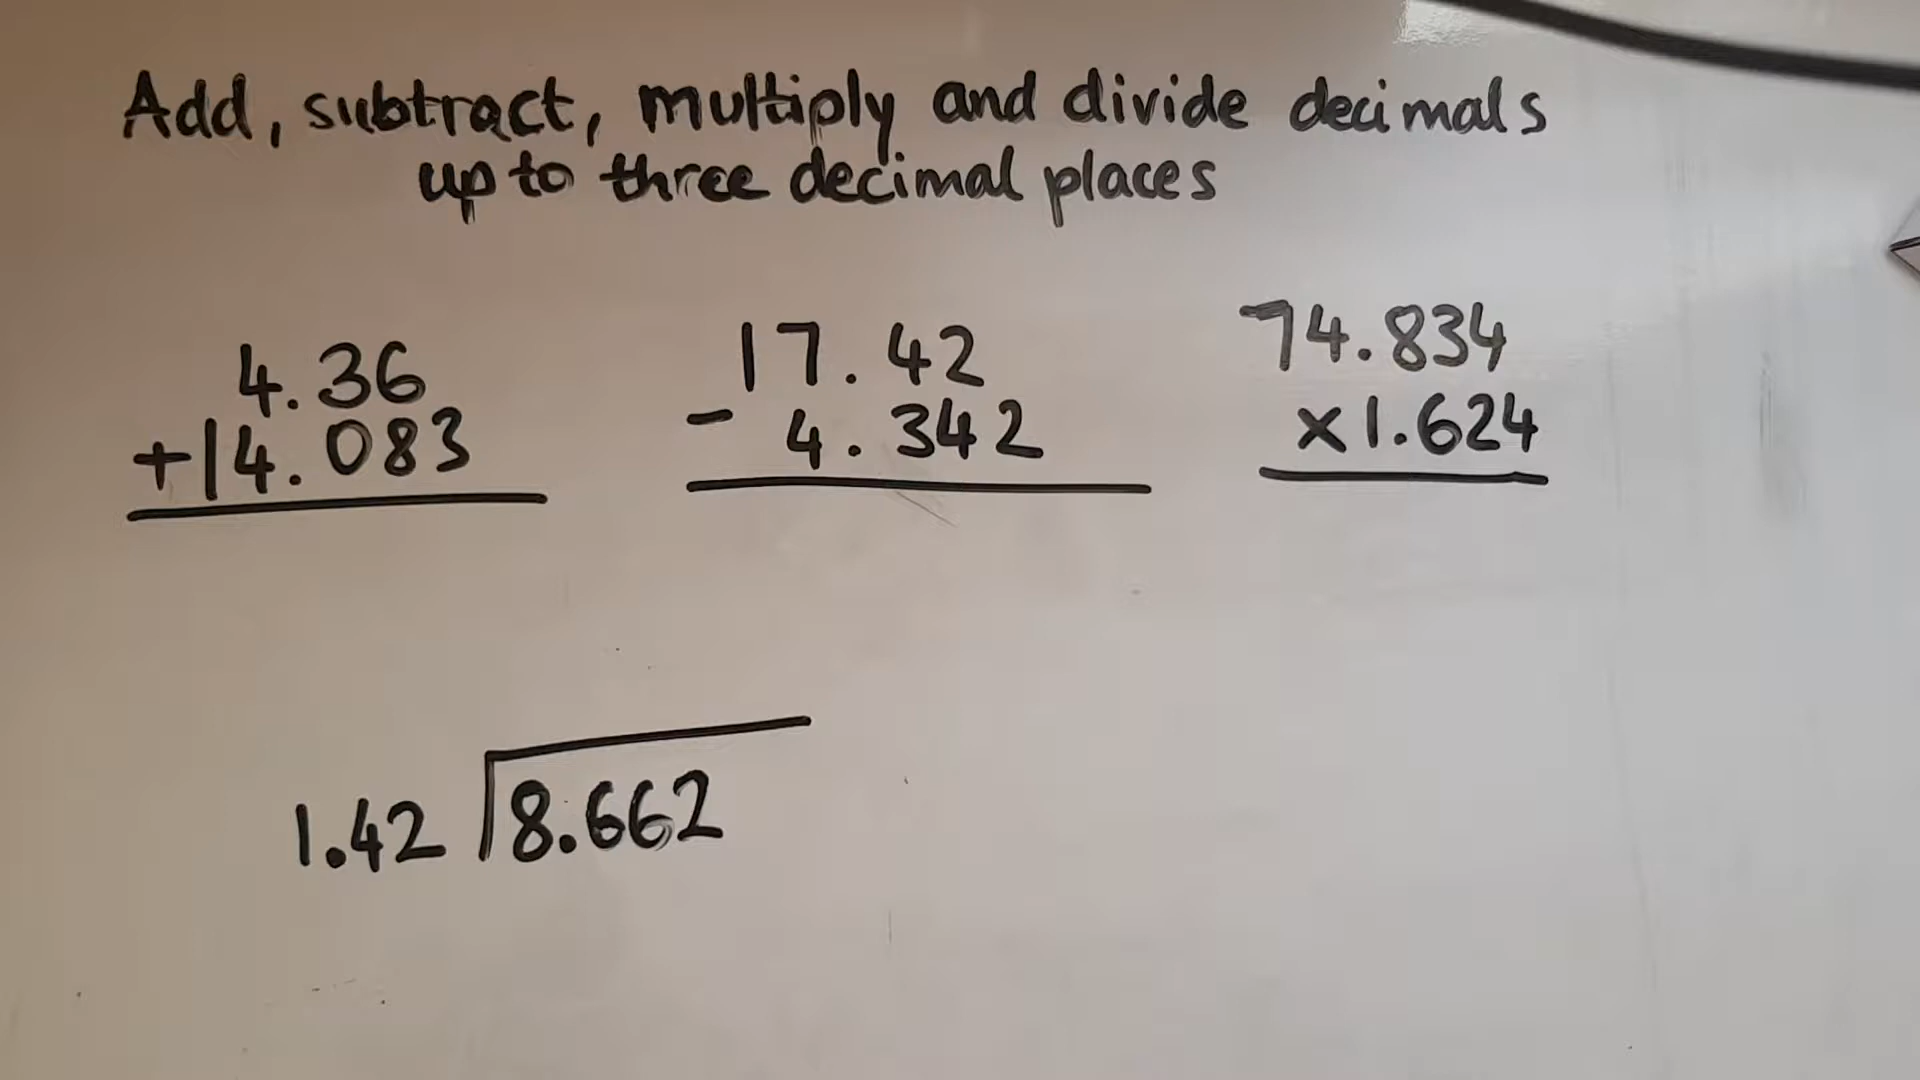 Add, subtract, multiply and divide decimals
up to three decimal places
4.36
+14.083
17.42
- 4.342
74.834
x1.624
1.42 8.662